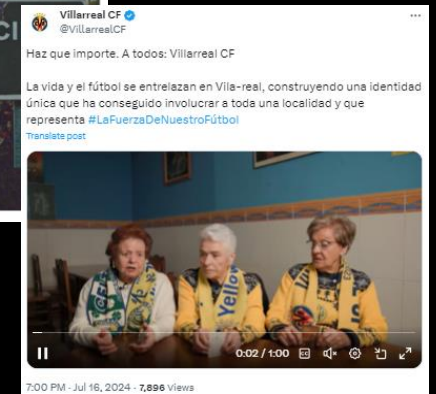 CI
Villarreal CF
@VillarrealCF
Haz que importe. A todos: Villarreal CF
La vida y el fútbol se entrelazan en Vila-real, construyendo una identidad
única que ha conseguido involucrar a toda una localidad y que
representa #LaFuerzaDeNuestroFútbol
Translate post
Yellow
0:02 / 1:00
7:00 PM · Jul 16, 2024 · 7,896 Views